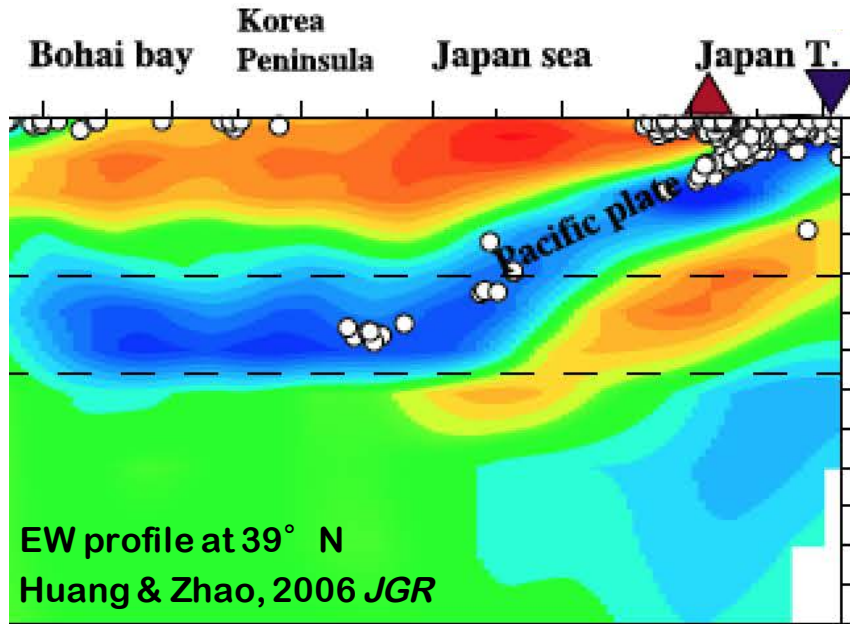 Korea
Bohai bay Peninsula Japan sea Japan T.
Pacific plate
EW profile at 39° N
Huang & Zhao, 2006 JGR